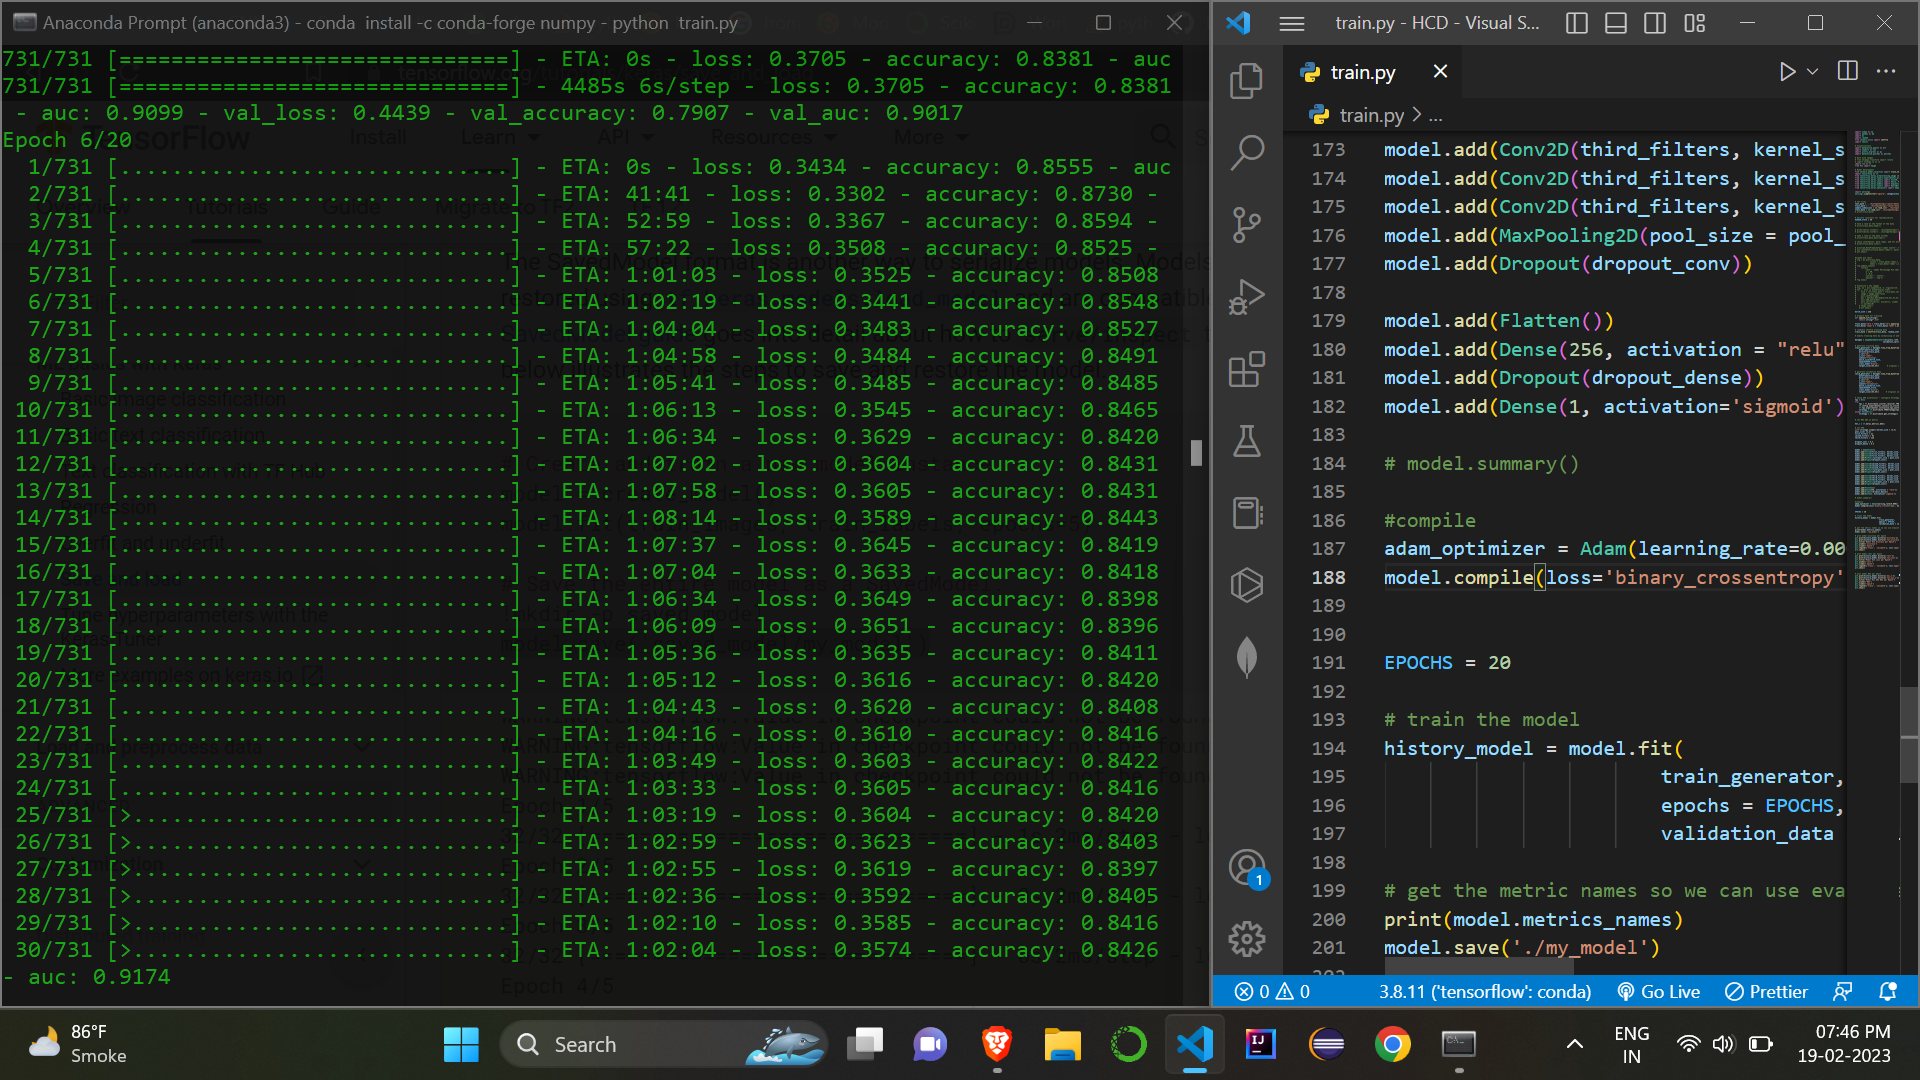 Anaconda Prompt (anaconda3) - conda  install -c conda-forge numpy - python  train.py
731/731 [==============================] - ETA: 0s - loss: 0.3705 - accuracy: 0.8381 - auc
731/731 [==============================] - 4485s 6s/step - loss: 0.3705 - accuracy: 0.8381
- auc: 0.9099 - val_loss: 0.4439 - val_accuracy: 0.7907 - val_auc: 0.9017
Epoch 6/20
1/731 [..............................] - ETA: 0s - loss: 0.3434 - accuracy: 0.8555 - auc
2/731 [..............................] - ETA: 41:41 - loss: 0.3302 - accuracy: 0.8730 -
3/731 [..............................] - ETA: 52:59 - loss: 0.3367 - accuracy: 0.8594 -
4/731 [..............................] - ETA: 57:22 - loss: 0.3508 - accuracy: 0.8525 -
5/731 [..............................] - ETA: 1:01:03 - loss: 0.3525 - accuracy: 0.8508
6/731 [..............................] - ETA: 1:02:19 - loss: 0.3441 - accuracy: 0.8548
7/731 [..............................] - ETA: 1:04:04 - loss: 0.3483 - accuracy: 0.8527
8/731 [..............................] - ETA: 1:04:58 - loss: 0.3484 - accuracy: 0.8491
9/731 [..............................] - ETA: 1:05:41 - loss: 0.3485 - accuracy: 0.8485
10/731 [..............................] - ETA: 1:06:13 - loss: 0.3545 - accuracy: 0.8465
11/731 [..............................] - ETA: 1:06:34 - loss: 0.3629 - accuracy: 0.8420
12/731 [..............................] - ETA: 1:07:02 - loss: 0.3604 - accuracy: 0.8431
13/731 [..............................] - ETA: 1:07:58 - loss: 0.3605 - accuracy: 0.8431
14/731 [..............................] - ETA: 1:08:14 - loss: 0.3589 - accuracy: 0.8443
15/731 [..............................] - ETA: 1:07:37 - loss: 0.3645 - accuracy: 0.8419
16/731 [..............................] - ETA: 1:07:04 - loss: 0.3633 - accuracy: 0.8418
17/731 [..............................] - ETA: 1:06:34 - loss: 0.3649 - accuracy: 0.8398
18/731 [..............................] - ETA: 1:06:09 - loss: 0.3651 - accuracy: 0.8396
19/731 [..............................] - ETA: 1:05:36 - loss: 0.3635 - accuracy: 0.8411
20/731 [..............................] - ETA: 1:05:12 - loss: 0.3616 - accuracy: 0.8420
21/731 [..............................] - ETA: 1:04:43 - loss: 0.3620 - accuracy: 0.8408
22/731 [..............................] - ETA: 1:04:16 - loss: 0.3610 - accuracy: 0.8416
23/731 [..............................] - ETA: 1:03:49 - loss: 0.3603 - accuracy: 0.8422
24/731 [..............................] - ETA: 1:03:33 - loss: 0.3605 - accuracy: 0.8416
25/731 [>.............................] - ETA: 1:03:19 - loss: 0.3604 - accuracy: 0.8420
26/731 [>.............................] - ETA: 1:02:59 - loss: 0.3623 - accuracy: 0.8403
27/731 [>.............................] - ETA: 1:02:55 - loss: 0.3619 - accuracy: 0.8397
28/731 [>.............................] - ETA: 1:02:36 - loss: 0.3592 - accuracy: 0.8405
29/731 [>.............................] - ETA: 1:02:10 - loss: 0.3585 - accuracy: 0.8416
30/731 [>.............................] - ETA: 1:02:04 - loss: 0.3574 - accuracy: 0.8426
- auc: 0.9174
train.py - HCD - Visual S...
train.py
train.py > ...
173 model.add(Conv2D(third_filters, kernel_s
174 model.add(Conv2D(third_filters, kernel_s
175 model.add(Conv2D(third_filters, kernel_s
176 model.add(MaxPooling2D(pool_size = pool_
177 model.add(Dropout(dropout_conv))
178
179 model.add(Flatten())
180 model.add(Dense(256, activation = "relu"
181 model.add(Dropout(dropout_dense))
182 model.add(Dense(1, activation='sigmoid')
183
184 # model.summary()
185
186 #compile
187 adam_optimizer = Adam(learning_rate=0.00
188 model.compile(loss='binary_crossentropy'
189
190
191 EPOCHS = 20
192
193 # train the model
194 history_model = model.fit(
195 train_generator,
196 epochs = EPOCHS,
197 validation_data
198
199 # get the metric names so we can use eva
200 print(model.metrics_names)
201 model.save('./my_model')
1
0 0
3.8.11 ('tensorflow': conda)
Go Live
Prettier
86°F
Smoke
Search
ENG
IN
07:46 PM
19-02-2023